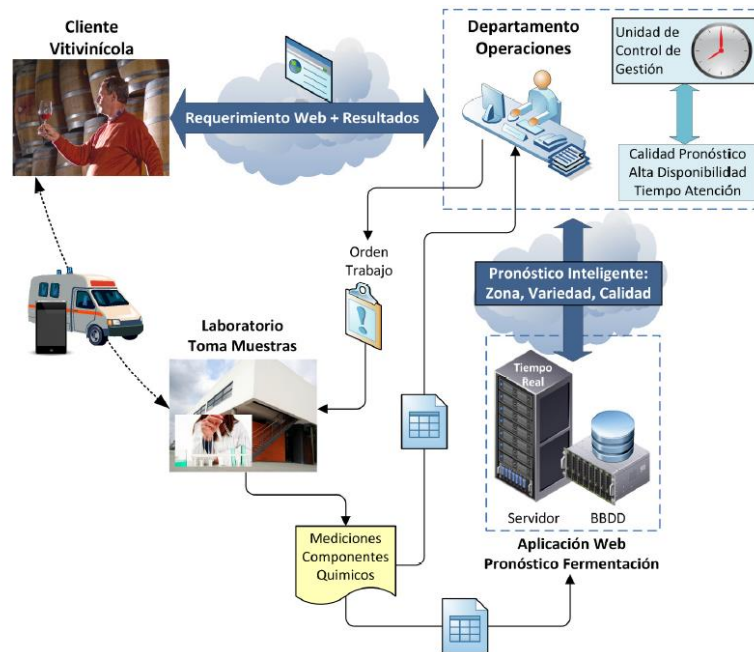 Cliente
Vitivinícola
Departamento
Operaciones
Unidad de
Control de
Gestión
Requerimiento Web + Resultados
Calidad Pronóstico
Alta Disponibilidad
Tiempo Atención
Orden
Trabajo
Pronóstico Inteligente:
Zona, Variedad, Calidad
Laboratorio
Toma Muestras
Tiempo
Real
Servidor
BBDD
Mediciones
Componentes
Quimicos
Aplicación Web
Pronóstico Fermentación